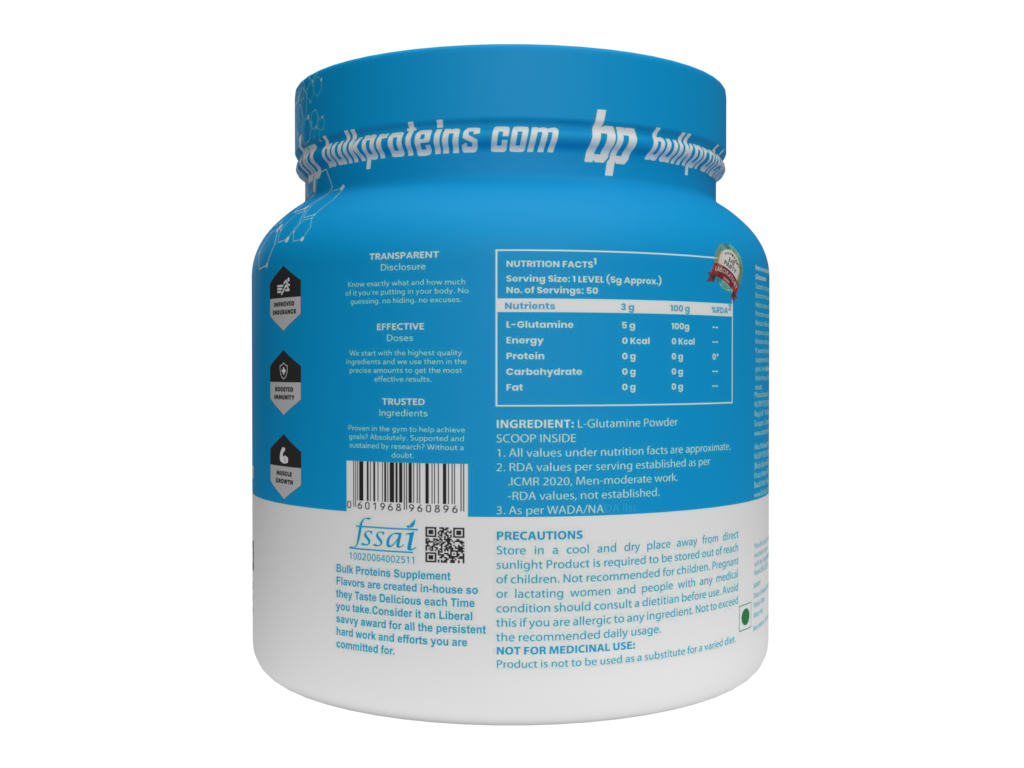 bp bulkproteins com bp bulkprotei
IMPROVED
ENDURANCE
BOOSTED
IMMUNITY
6
MUSCLE
GROWTH
TRANSPARENT
Disclosure
Know exactly what and how much
of it you're putting in your body. No
guessing, no hiding, no excuses.
EFFECTIVE
Doses
We start with the highest quality
ingredients and we use them in the
precise amounts to get the most
effective results.
TRUSTED
Ingredients
Proven in the gym to help achieve
goals? Absolutely. Supported and
sustained by research? Without a
doubt.
0 601968 960896
fssai
10020064002511
Bulk Proteins Supplement
Flavors are created in-house so
they Taste Delicious each Time
you take.Consider it an Liberal
savvy award for all the persistent
hard work and efforts you are
committed for.
NUTRITION FACTS1
Serving Size: 1 LEVEL (5g Approx.)
No. of Servings: 50
Nutrients 3 g 100 g %RDA2
L-Glutamine 5 g 100g --
Energy 0 Kcal 0 Kcal --
Protein 0 g 0 g 0*
Carbohydrate 0 g 0 g --
Fat 0 g 0 g --
INGREDIENT: L-Glutamine Powder
SCOOP INSIDE
1. All values under nutrition facts are approximate.
2. RDA values per serving established as per
.ICMR 2020, Men-moderate work.
-RDA values, not established.
3. As per WADA/NADA list
PRECAUTIONS
Store in a cool and dry place away from direct
sunlight Product is required to be stored out of reach
of children. Not recommended for children. Pregnant
or lactating women and people with any medical
condition should consult a dietitian before use. Avoid
this if you are allergic to any ingredient. Not to exceed
the recommended daily usage.
NOT FOR MEDICINAL USE:
Product is not to be used as a substitute for a varied diet.